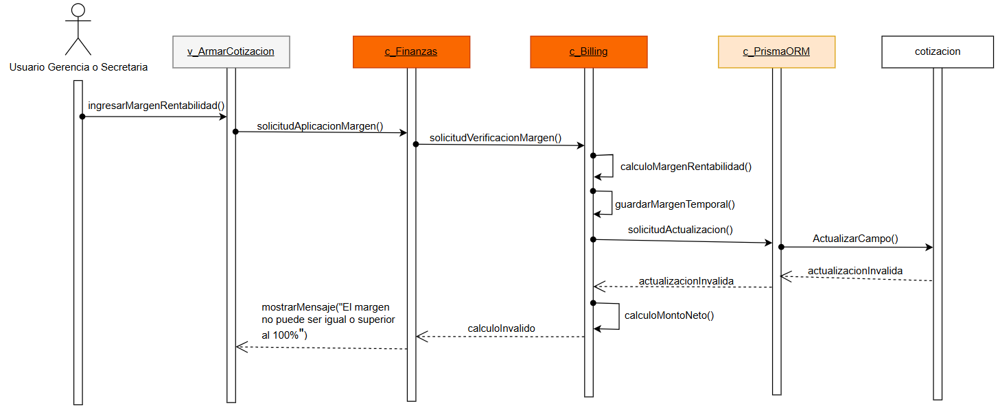 Usuario Gerencia o Secretaria
v_ArmarCotizacion
c_Finanzas
c_Billing
c_PrismaORM
cotizacion
ingresarMargenRentabilidad()
solicitudAplicacionMargen()
solicitudVerificacionMargen()
calculoMargenRentabilidad()
guardarMargenTemporal()
solicitudActualizacion()
ActualizarCampo()
actualizacionInvalida
actualizacionInvalida
calculoMontoNeto()
calculoInvalido
mostrarMensaje("El margen
no puede ser igual o superior
al 100%")